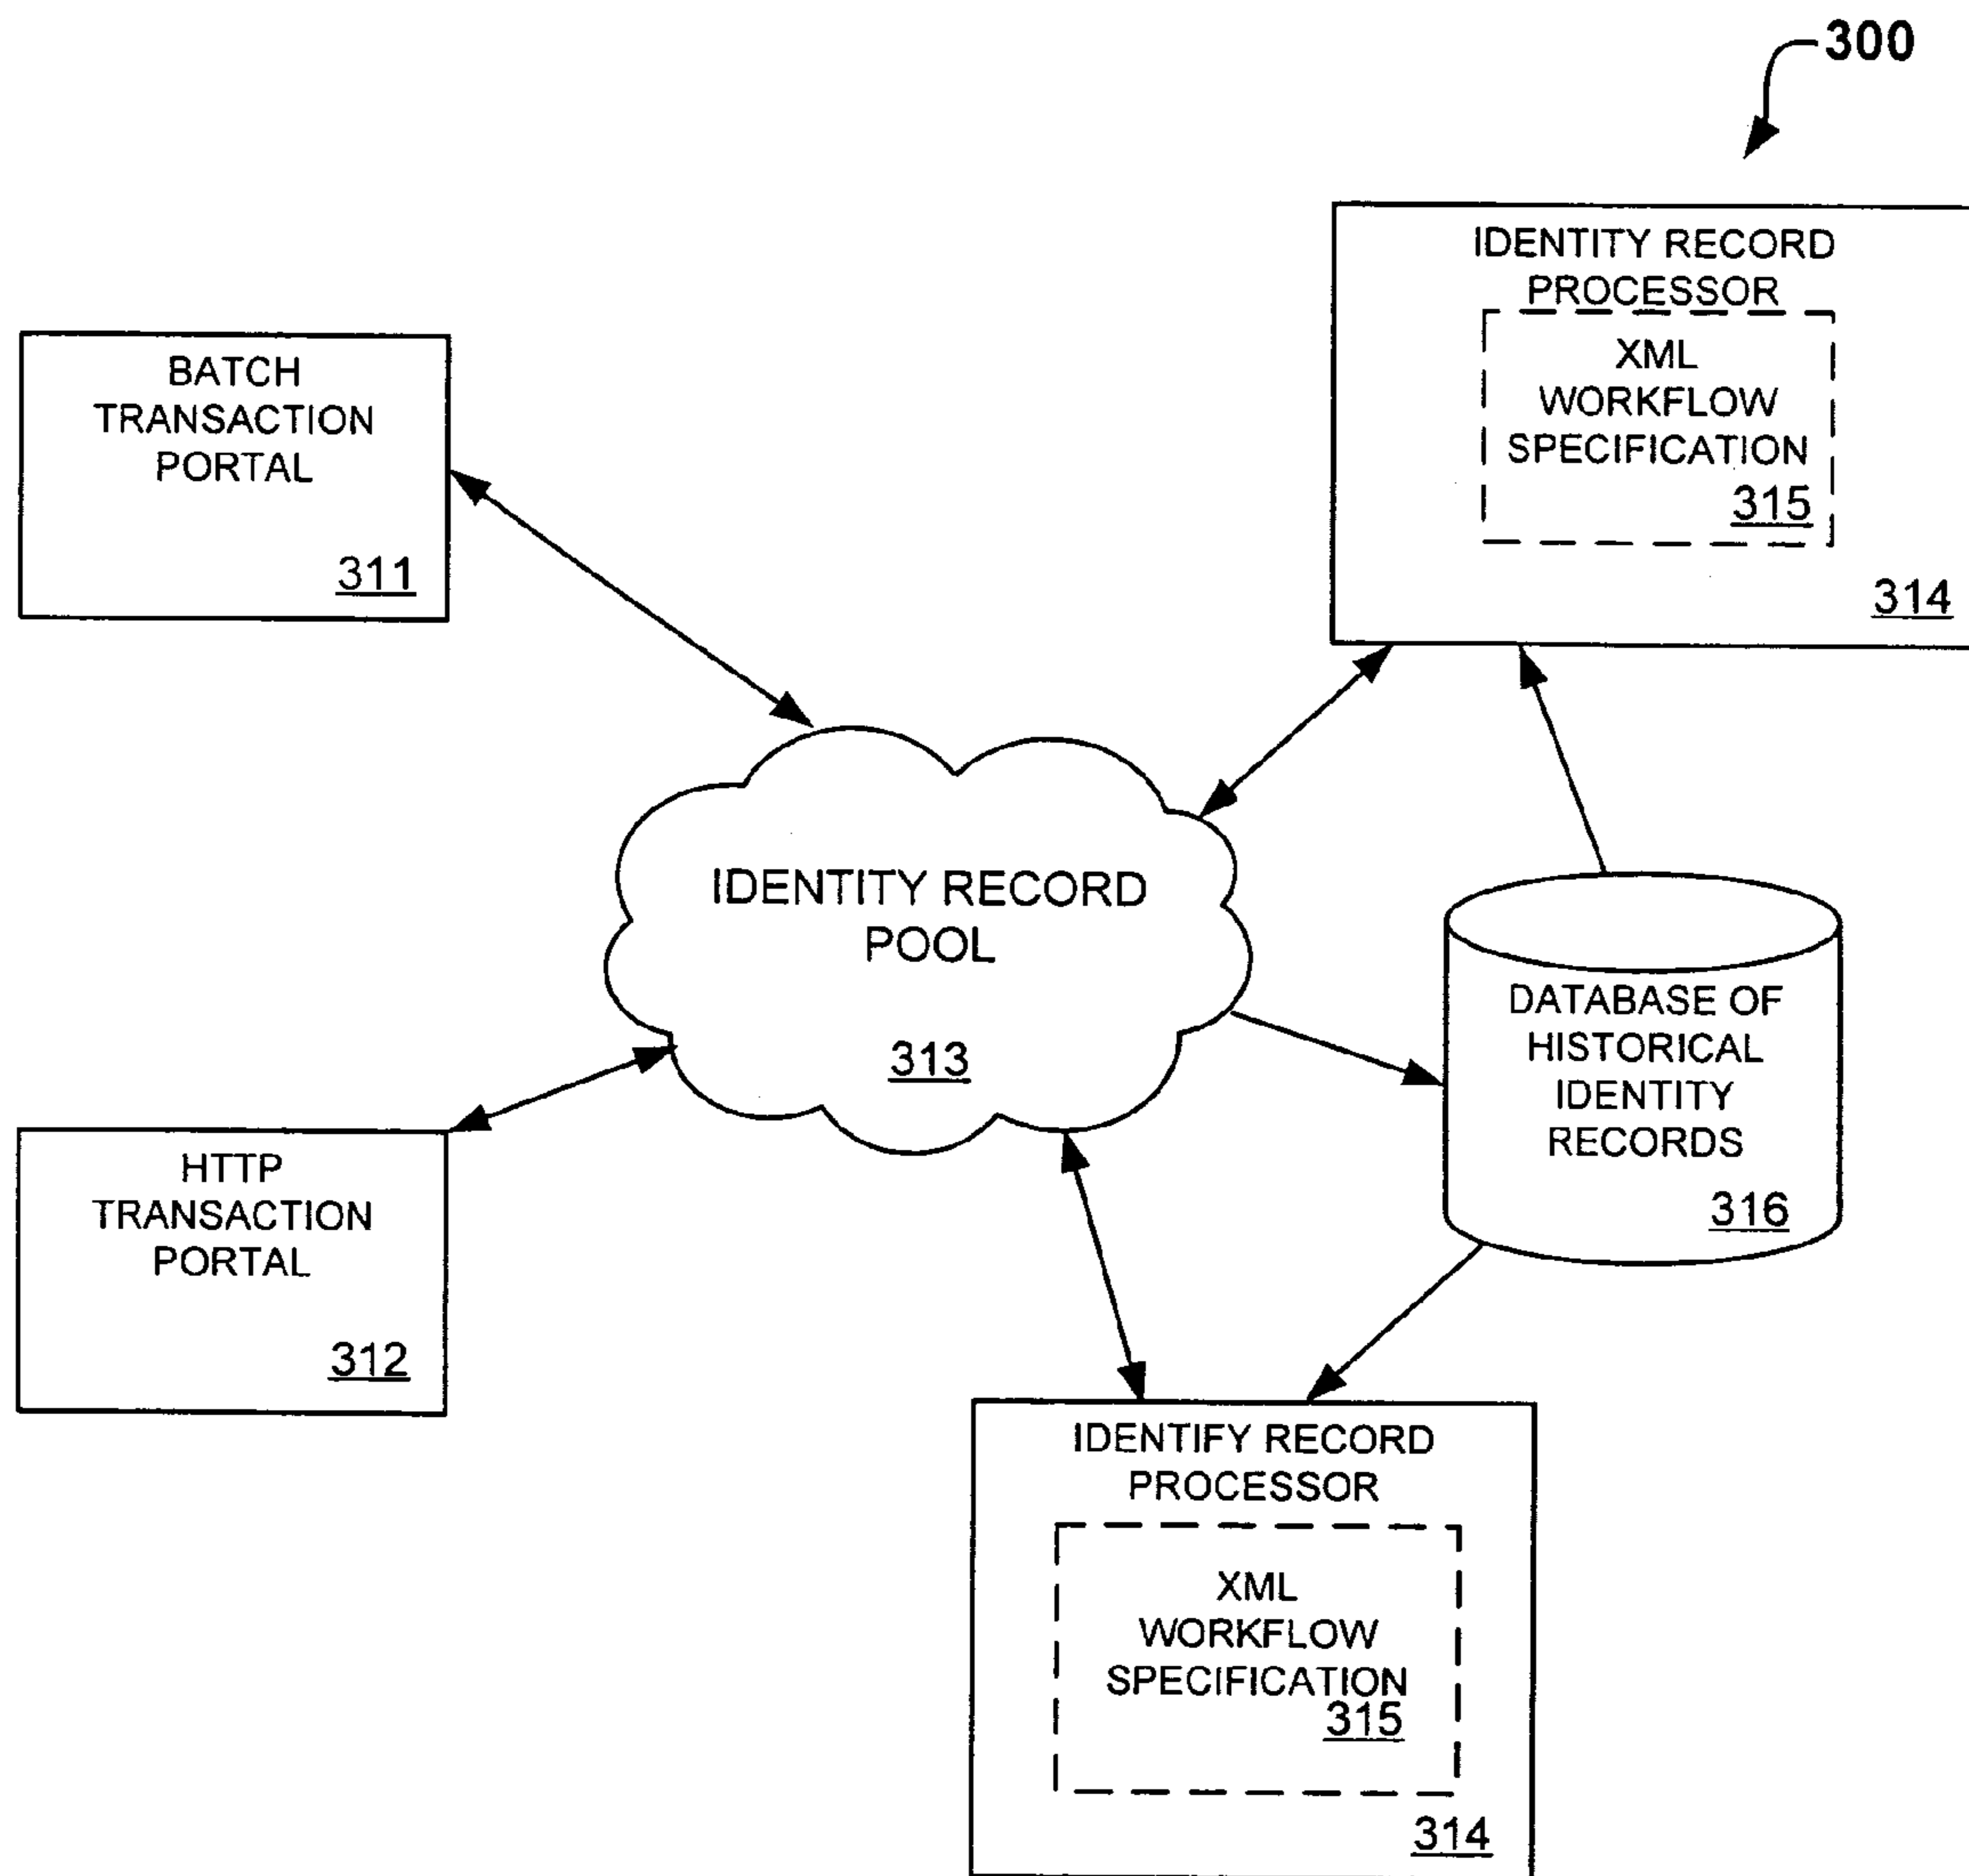 300
IDENTITY RECORD
PROCESSOR
XML
WORKFLOW
SPECIFICATION
315
314
BATCH
TRANSACTION
PORTAL
311
IDENTITY RECORD
POOL
313
DATABASE OF
HISTORICAL
IDENTITY
RECORDS
316
HTTP
TRANSACTION
PORTAL
312
IDENTIFY RECORD
PROCESSOR
XML
WORKFLOW
SPECIFICATION
315
314